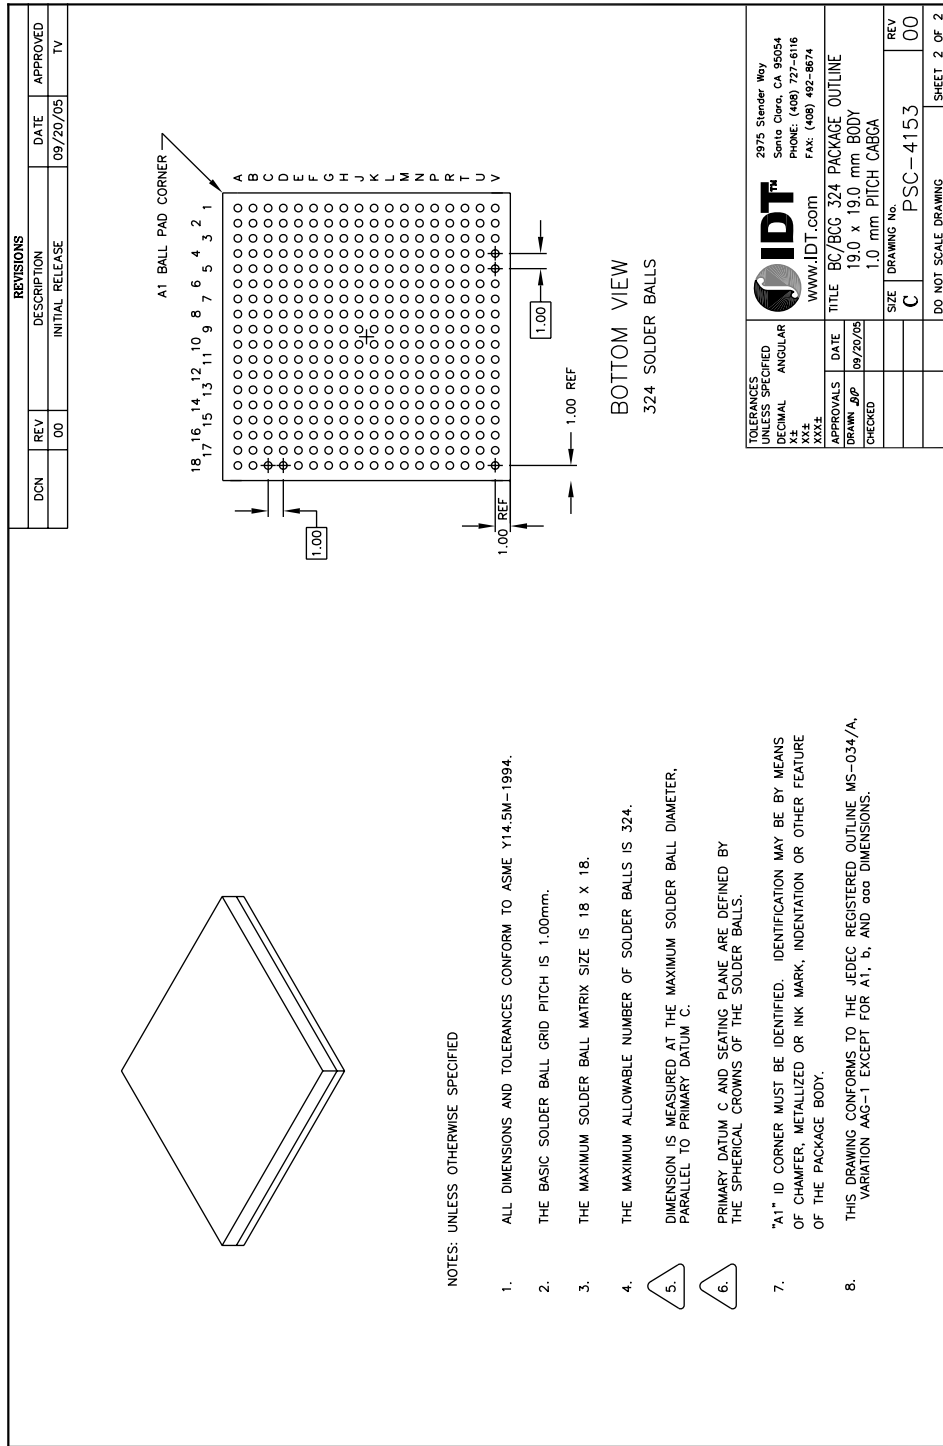 REVISIONS
DCN REV DESCRIPTION DATE APPROVED
00 INITIAL RELEASE 09/20/05 TV
A1 BALL PAD CORNER
18 17 16 15 14 13 12 11 10 9 8 7 6 5 4 3 2 1
A
B
C
D
E
F
G
H
J
K
L
M
N
P
R
T
U
V
1.00
1.00 REF
1.00 REF
1.00
BOTTOM VIEW
324 SOLDER BALLS
NOTES: UNLESS OTHERWISE SPECIFIED
1. ALL DIMENSIONS AND TOLERANCES CONFORM TO ASME Y14.5M-1994.
2. THE BASIC SOLDER BALL GRID PITCH IS 1.00mm.
3. THE MAXIMUM SOLDER BALL MATRIX SIZE IS 18 X 18.
4. THE MAXIMUM ALLOWABLE NUMBER OF SOLDER BALLS IS 324.
5. DIMENSION IS MEASURED AT THE MAXIMUM SOLDER BALL DIAMETER,
PARALLEL TO PRIMARY DATUM C.
6. PRIMARY DATUM C AND SEATING PLANE ARE DEFINED BY
THE SPHERICAL CROWNS OF THE SOLDER BALLS.
7. "A1" ID CORNER MUST BE IDENTIFIED. IDENTIFICATION MAY BE BY MEANS
OF CHAMFER, METALLIZED OR INK MARK, INDENTATION OR OTHER FEATURE
OF THE PACKAGE BODY.
8. THIS DRAWING CONFORMS TO THE JEDEC REGISTERED OUTLINE MS-034/A,
VARIATION AAG-1 EXCEPT FOR A1, b, AND aaa DIMENSIONS.
TOLERANCES
UNLESS SPECIFIED
DECIMAL ANGULAR
X±
XX±
XXX±
APPROVALS DATE
DRAWN 09/20/05
CHECKED
IDT™
www.IDT.com
2975 Stender Way
Santa Clara, CA 95054
PHONE: (408) 727-6116
FAX: (408) 492-8674
TITLE BC/BCG 324 PACKAGE OUTLINE
19.0 x 19.0 mm BODY
1.0 mm PITCH CABGA
SIZE DRAWING No. REV
C PSC-4153 00
DO NOT SCALE DRAWING SHEET 2 OF 2